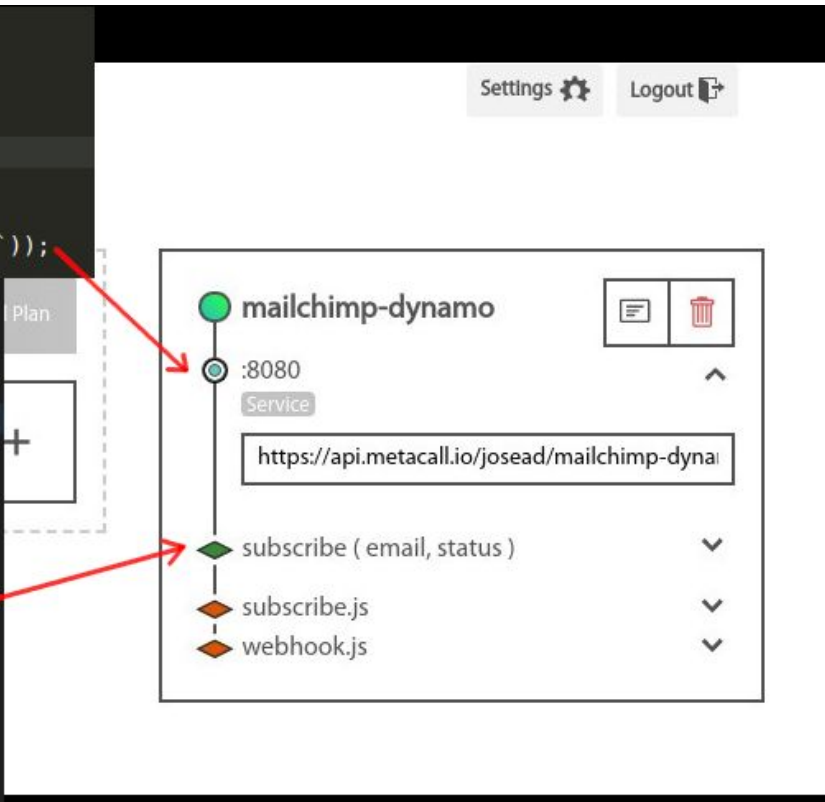 Settings
Logout
`));
l Plan
mailchimp-dynamo
:8080
Service
+
https://api.metacall.io/josead/mailchimp-dyna
subscribe ( email, status )
subscribe.js
webhook.js